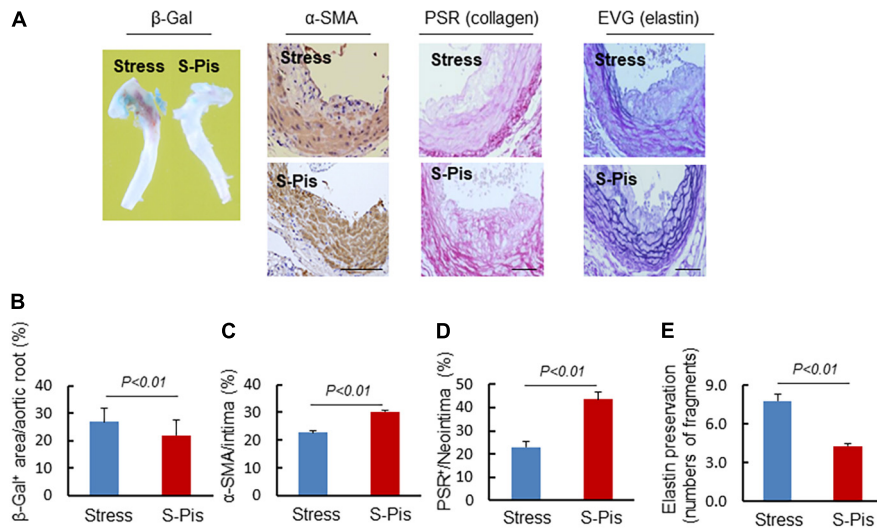 A
β-Gal
α-SMA
PSR (collagen)
EVG (elastin)
Stress S-Pis
Stress
Stress
Stress
S-Pis
S-Pis
S-Pis
B
β-Gal⁺ area/aortic root (%)
P<0.01
40
30
20
10
0
Stress S-Pis
C
α-SMA/intima (%)
P<0.01
40
30
20
10
0
Stress S-Pis
D
PSR⁺/Neointima (%)
P<0.01
50
40
30
20
10
0
Stress S-Pis
E
Elastin preservation
(numbers of fragments)
P<0.01
9.0
6.0
3.0
0.0
Stress S-Pis